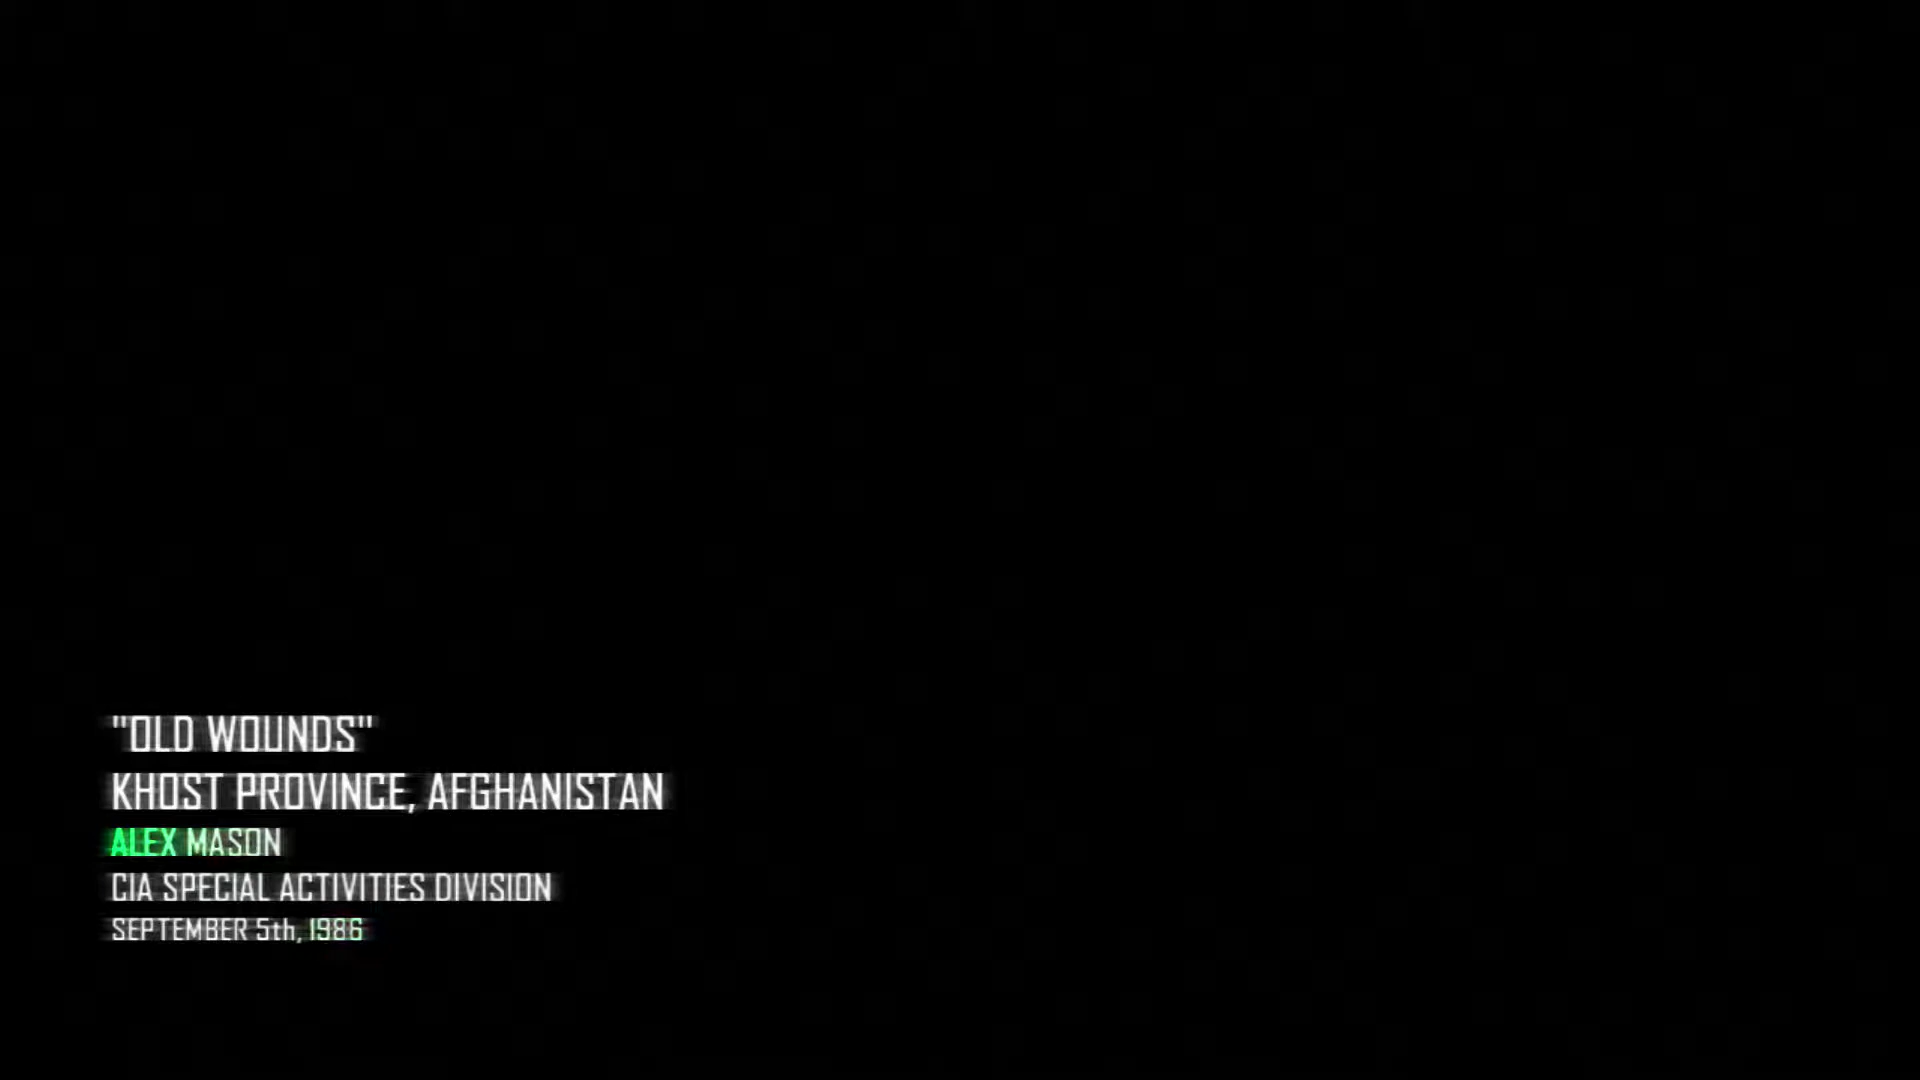 "OLD WOUNDS"
KHOST PROVINCE, AFGHANISTAN
ALEX MASON
CIA SPECIAL ACTIVITIES DIVISION
SEPTEMBER 5th, 1986